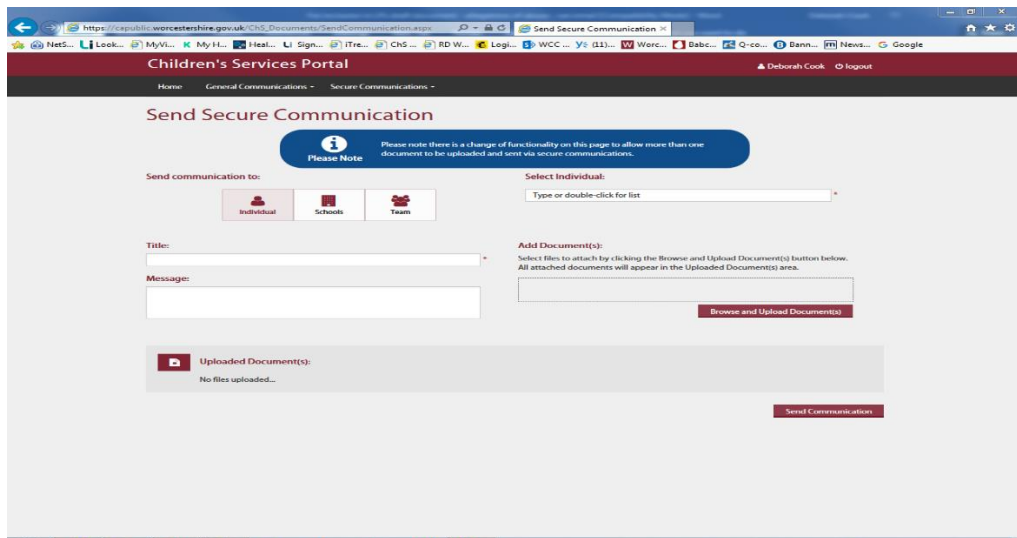 https://capublic.worcestershire.gov.uk/ChS_Documents/SendCommunication.aspx
Send Secure Communication
NetS... Look... MyVi... My H... Heal... Sign... iTre... ChS ... RD W... Logi... WCC ... (11)... Worc... Babc... Q-co... Bann... News... Google
Children's Services Portal
Deborah Cook logout
Home General Communications Secure Communications
Send Secure Communication
Please Note
Please note there is a change of functionality on this page to allow more than one
document to be uploaded and sent via secure communications.
Send communication to:
Individual Schools Team
Select Individual:
Type or double-click for list *
Title:
*
Message:
Add Document(s):
Select files to attach by clicking the Browse and Upload Document(s) button below.
All attached documents will appear in the Uploaded Document(s) area.
Browse and Upload Document(s)
Uploaded Document(s):
No files uploaded...
Send Communication